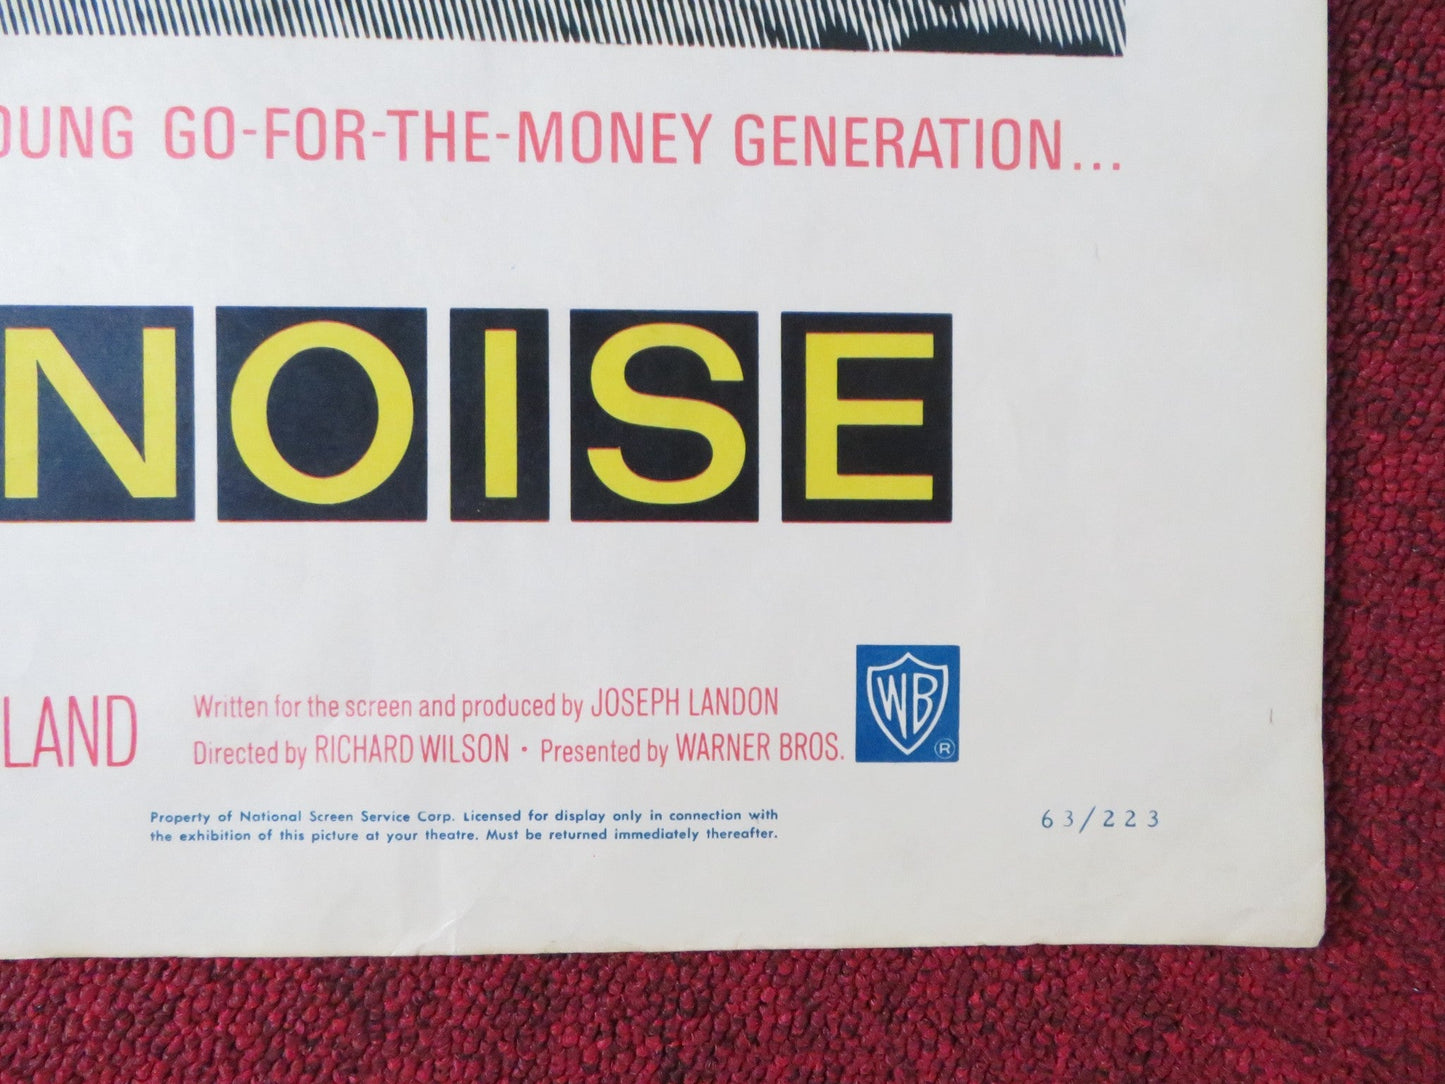 OUNG GO-FOR-THE-MONEY GENERATION...
NOISE
LAND
Written for the screen and produced by JOSEPH LANDON
Directed by RICHARD WILSON • Presented by WARNER BROS.
WB
®
Property of National Screen Service Corp. Licensed for display only in connection with
the exhibition of this picture at your theatre. Must be returned immediately thereafter.
63/223